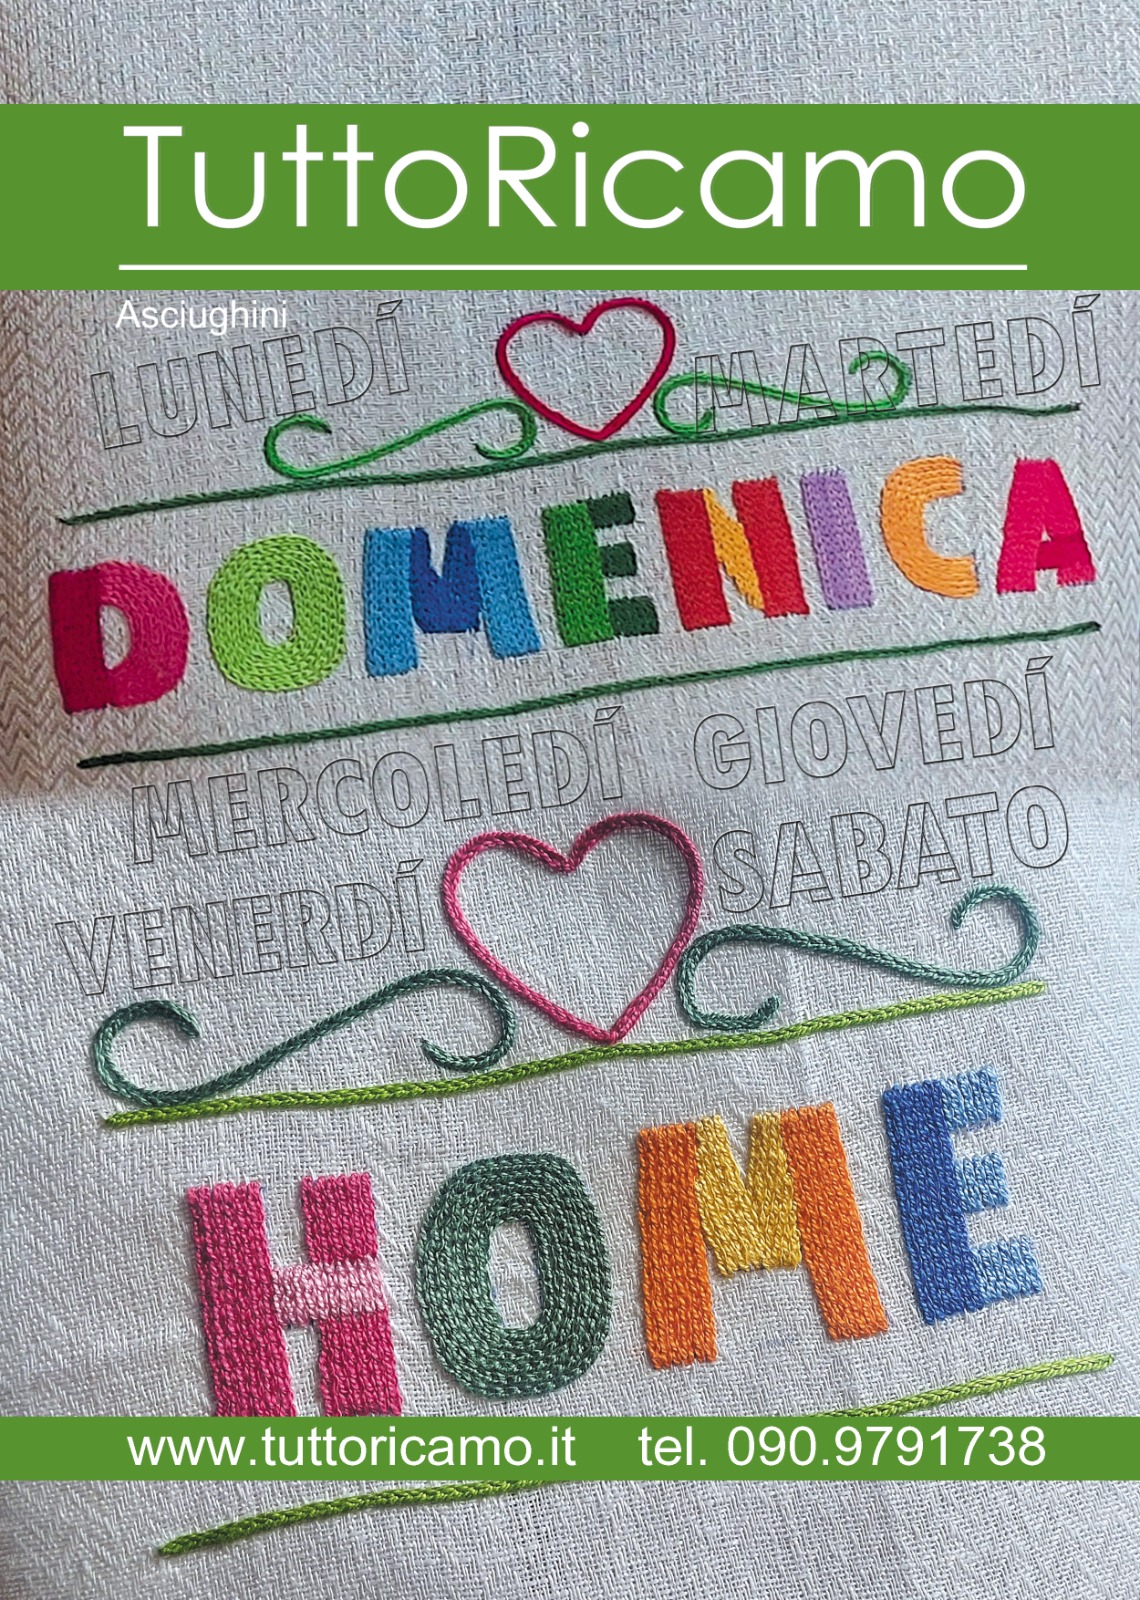 TuttoRicamo
Asciughini
LUNEDÍ
MARTEDÍ
DOMENICA
MERCOLEDÍ
GIOVEDÍ
VENERDÍ
SABATO
HOME
www.tuttoricamo.it tel. 090.9791738